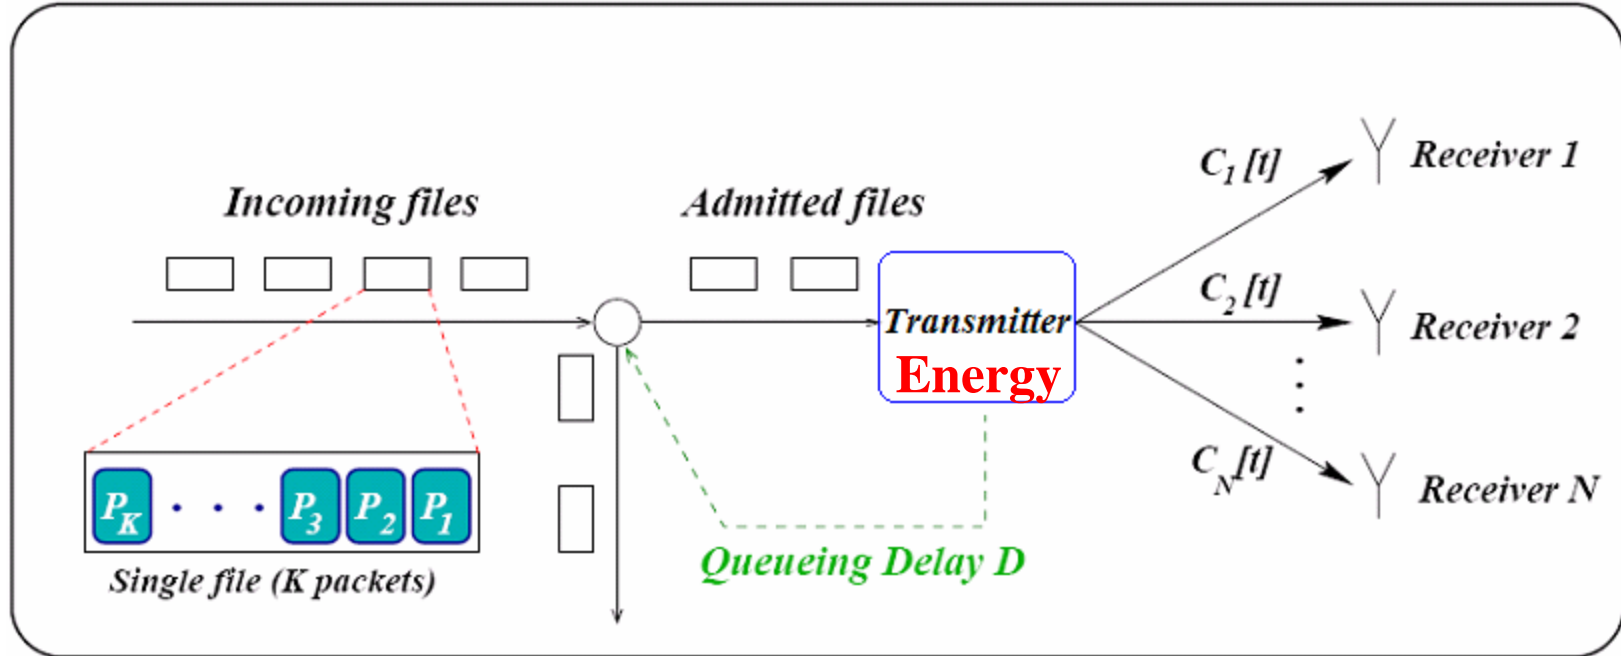 Incoming files
Admitted files
C1[t]
Receiver 1
C2[t]
Receiver 2
Transmitter
Energy
CN[t]
Receiver N
PK . . . P3 P2 P1
Single file (K packets)
Queueing Delay D